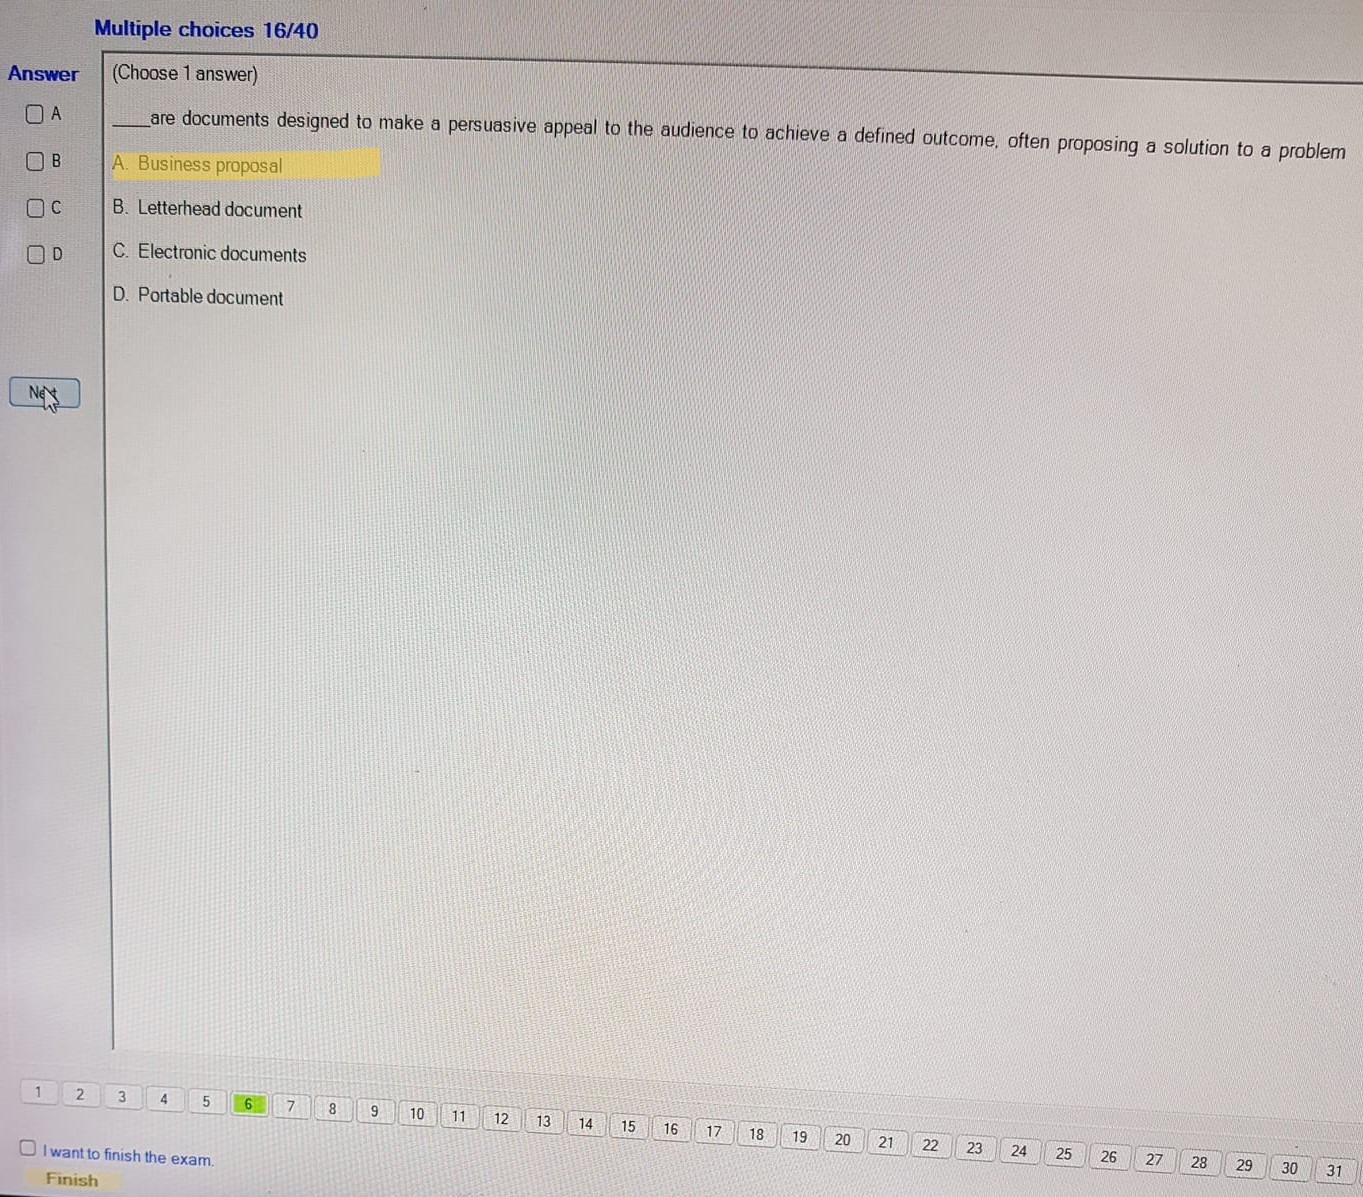 Multiple choices 16/40
Answer
(Choose 1 answer)
A
____are documents designed to make a persuasive appeal to the audience to achieve a defined outcome, often proposing a solution to a problem
B
A. Business proposal
C
B. Letterhead document
D
C. Electronic documents
D. Portable document
Next
1 2 3 4 5 6 7 8 9 10 11 12 13 14 15 16 17 18 19 20 21 22 23 24 25 26 27 28 29 30 31
I want to finish the exam.
Finish